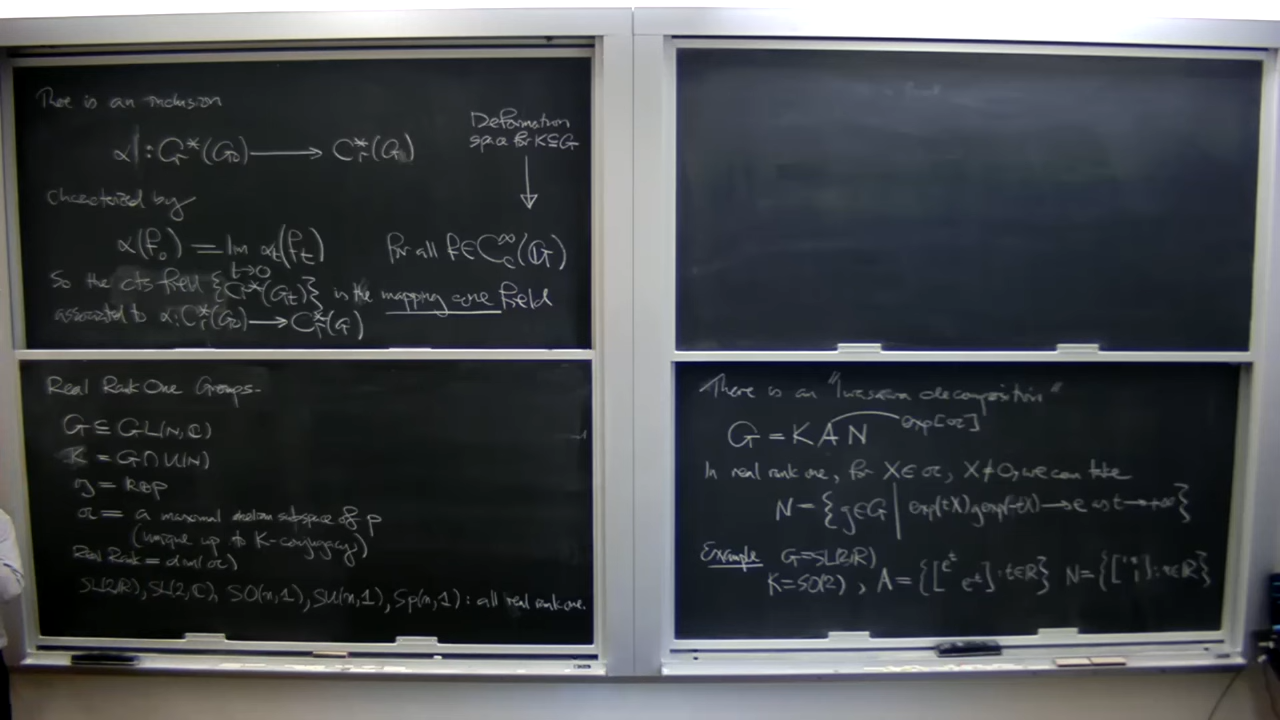 There is an inclusion
α : C*r(G₀) ⟶ C*r(G)
Characterized by
α(f₀) = lim t→0 αt(ft) for all f ∈ C∞c(𝔾)
Deformation
space for K⊆G
So the cts field {C*r(Gt)} is the mapping cone field
associated to α: C*r(G₀) ⟶ C*r(G)
Real Rank One Groups-
G ⊆ GL(N,ℂ)
K = G∩U(N)
𝔤 = k⊕p
𝔞 = a maximal abelian subspace of p
(unique up to K-conjugacy)
Real Rank = dim(𝔞)
SL(2,ℝ), SL(2,ℂ), SO(n,1), SU(n,1), Sp(n,1) : all real rank one.
There is an "Iwasawa decomposition"
G = KAN exp[𝔞]
In real rank one, for X∈𝔞, X≠0, we can take
N = {g∈G | exp(tX)g exp(-tX) → e as t→+∞}
Example G=SL(2,ℝ)
K=SO(2), A = {[e^t e^-t] : t∈ℝ} N = {[1 n 1] : n∈ℝ}